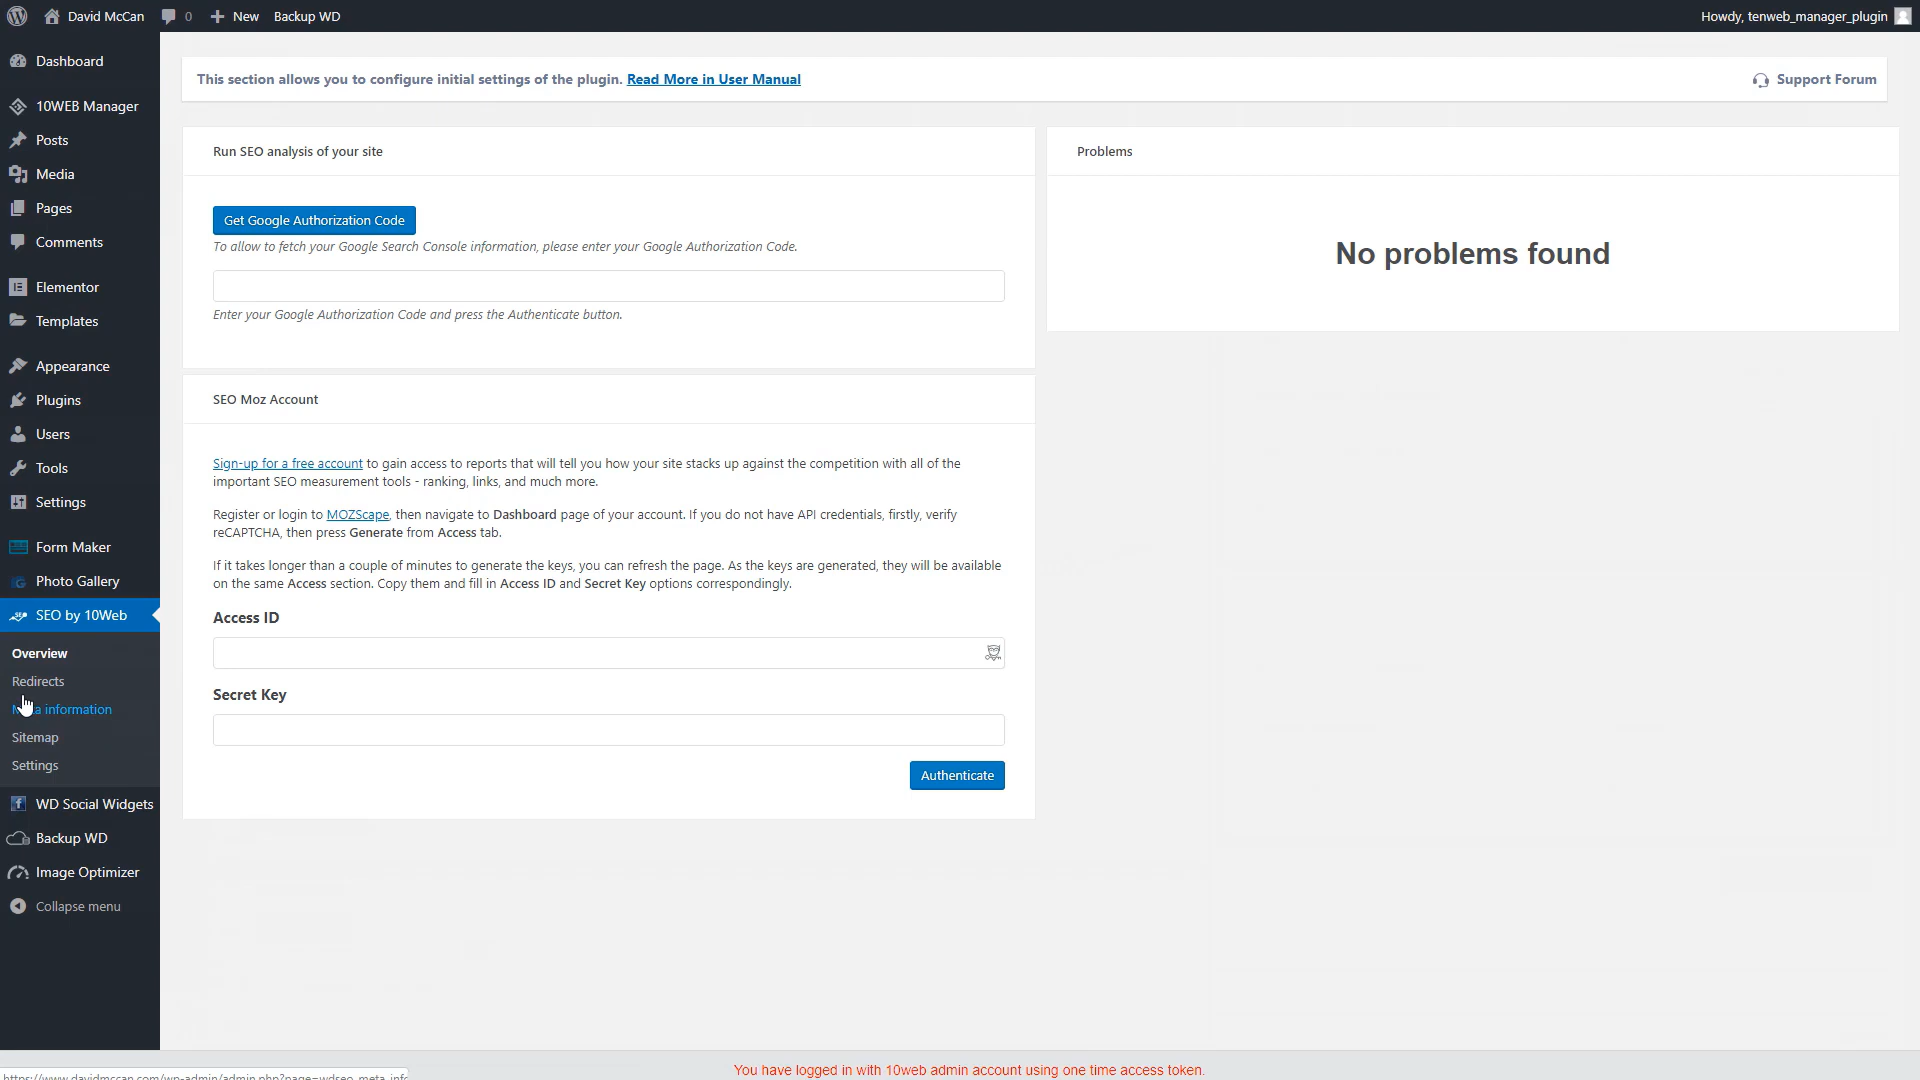 David McCan
0
New
Backup WD
Howdy, tenweb_manager_plugin
Dashboard
10WEB Manager
Posts
Media
Pages
Comments
Elementor
Templates
Appearance
Plugins
Users
Tools
Settings
Form Maker
Photo Gallery
SEO by 10Web
Overview
Redirects
information
Sitemap
Settings
WD Social Widgets
Backup WD
Image Optimizer
Collapse menu
This section allows you to configure initial settings of the plugin. Read More in User Manual
Support Forum
Run SEO analysis of your site
Get Google Authorization Code
To allow to fetch your Google Search Console information, please enter your Google Authorization Code.
Enter your Google Authorization Code and press the Authenticate button.
Problems
No problems found
SEO Moz Account
Sign-up for a free account to gain access to reports that will tell you how your site stacks up against the competition with all of the
important SEO measurement tools - ranking, links, and much more.
Register or login to MOZScape, then navigate to Dashboard page of your account. If you do not have API credentials, firstly, verify
reCAPTCHA, then press Generate from Access tab.
If it takes longer than a couple of minutes to generate the keys, you can refresh the page. As the keys are generated, they will be available
on the same Access section. Copy them and fill in Access ID and Secret Key options correspondingly.
Access ID
Secret Key
Authenticate
You have logged in with 10web admin account using one time access token.
https://www.davidmccan.com/wp-admin/admin.php?page=wdseo_meta_info